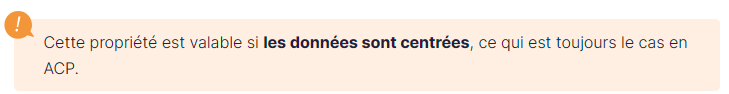 !
Cette propriété est valable si les données sont centrées, ce qui est toujours le cas en
ACP.